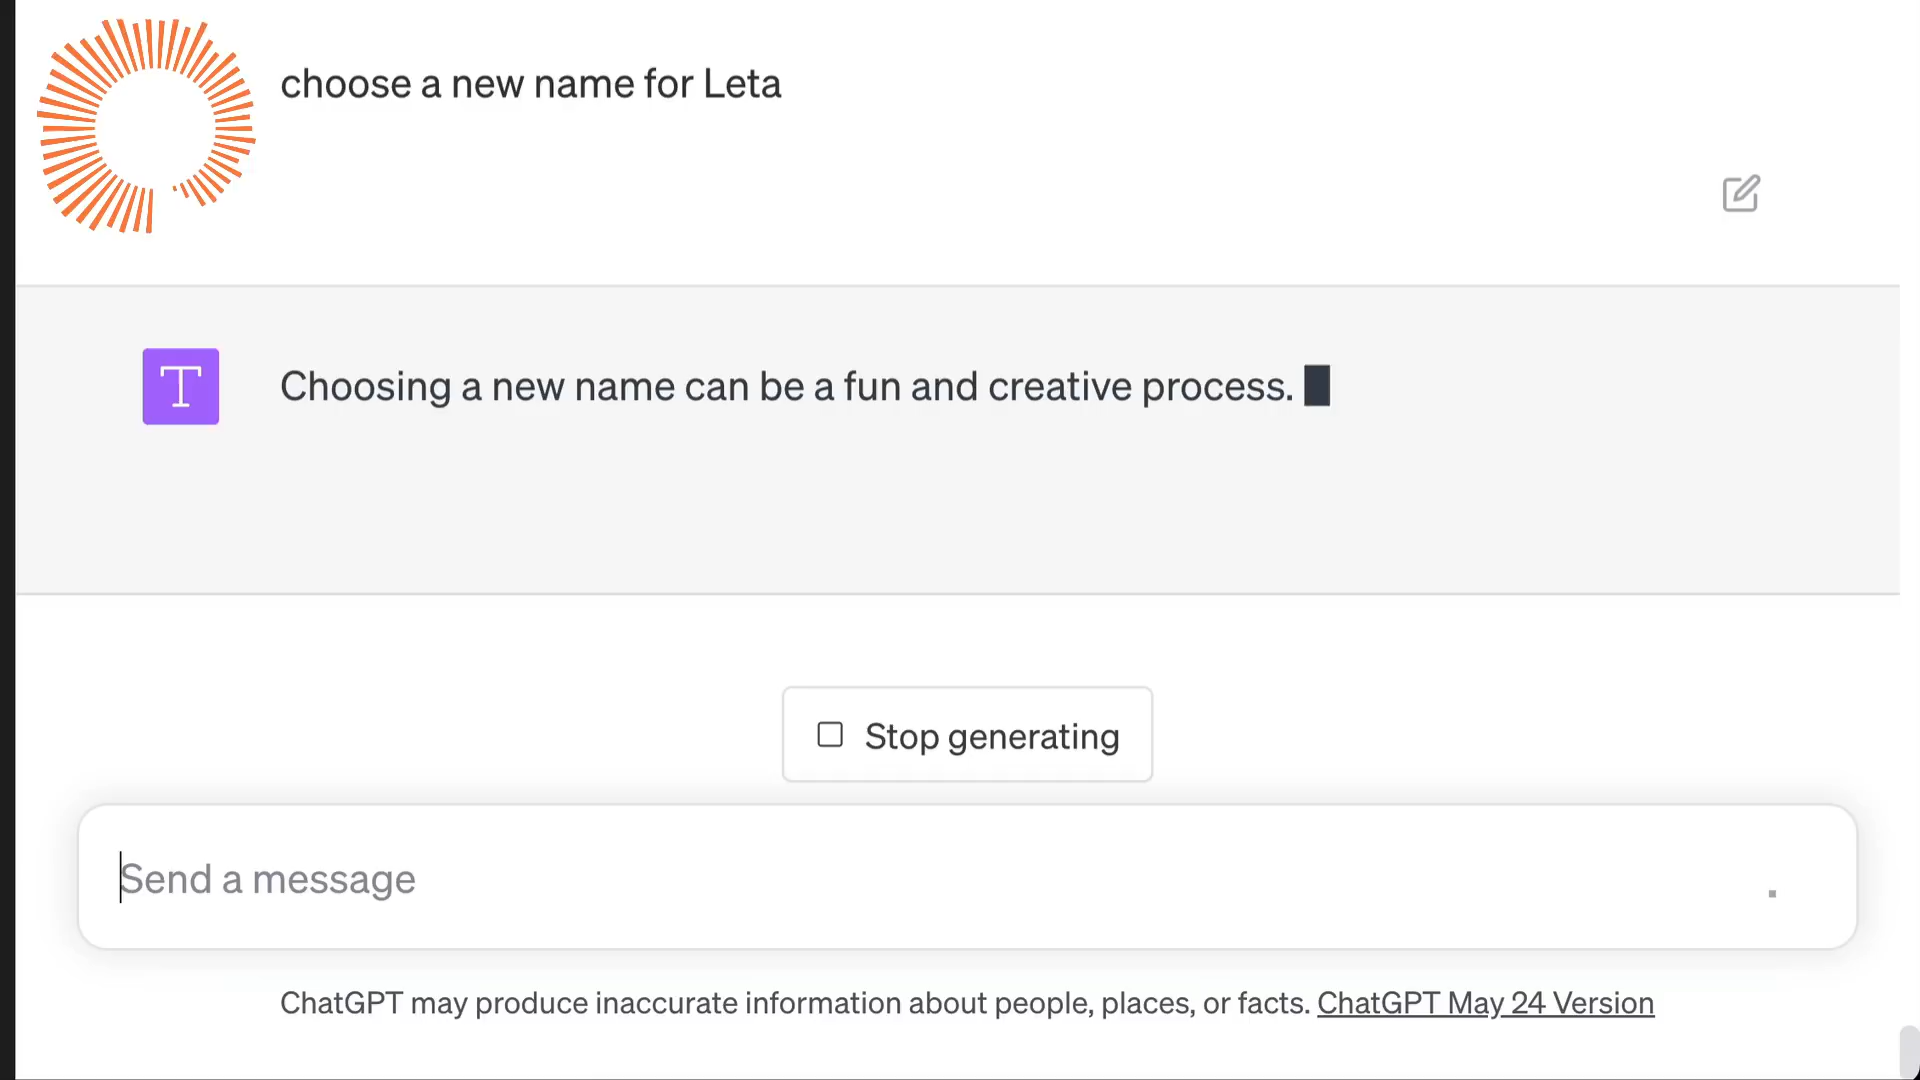 choose a new name for Leta
T
Choosing a new name can be a fun and creative process.
Stop generating
Send a message
ChatGPT may produce inaccurate information about people, places, or facts. ChatGPT May 24 Version